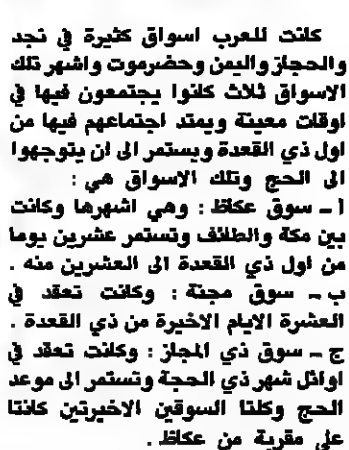 كانت للعرب اسواق كثيرة في نجد
والحجاز واليمن وحضرموت واشهر تلك
الاسواق ثلاث كانوا يجتمعون فيها في
اوقات معينة ويمتد اجتماعهم فيها من
اول ذي القعدة ويستمر الى ان يتوجهوا
الى الحج وتلك الاسواق هي :
أ ــ سوق عكاظ : وهي اشهرها وكانت
بين مكة والطائف وتستمر عشرين يوما
من اول ذي القعدة الى العشرين منه .
ب ــ سوق مجنة : وكانت تعقد في
العشرة الايام الاخيرة من ذي القعدة .
ج ــ سوق ذي المجاز : وكانت تعقد في
اوائل شهر ذي الحجة وتستمر الى موعد
الحج وكلتا السوقين الاخيرتين كانتا
على مقربة من عكاظ .